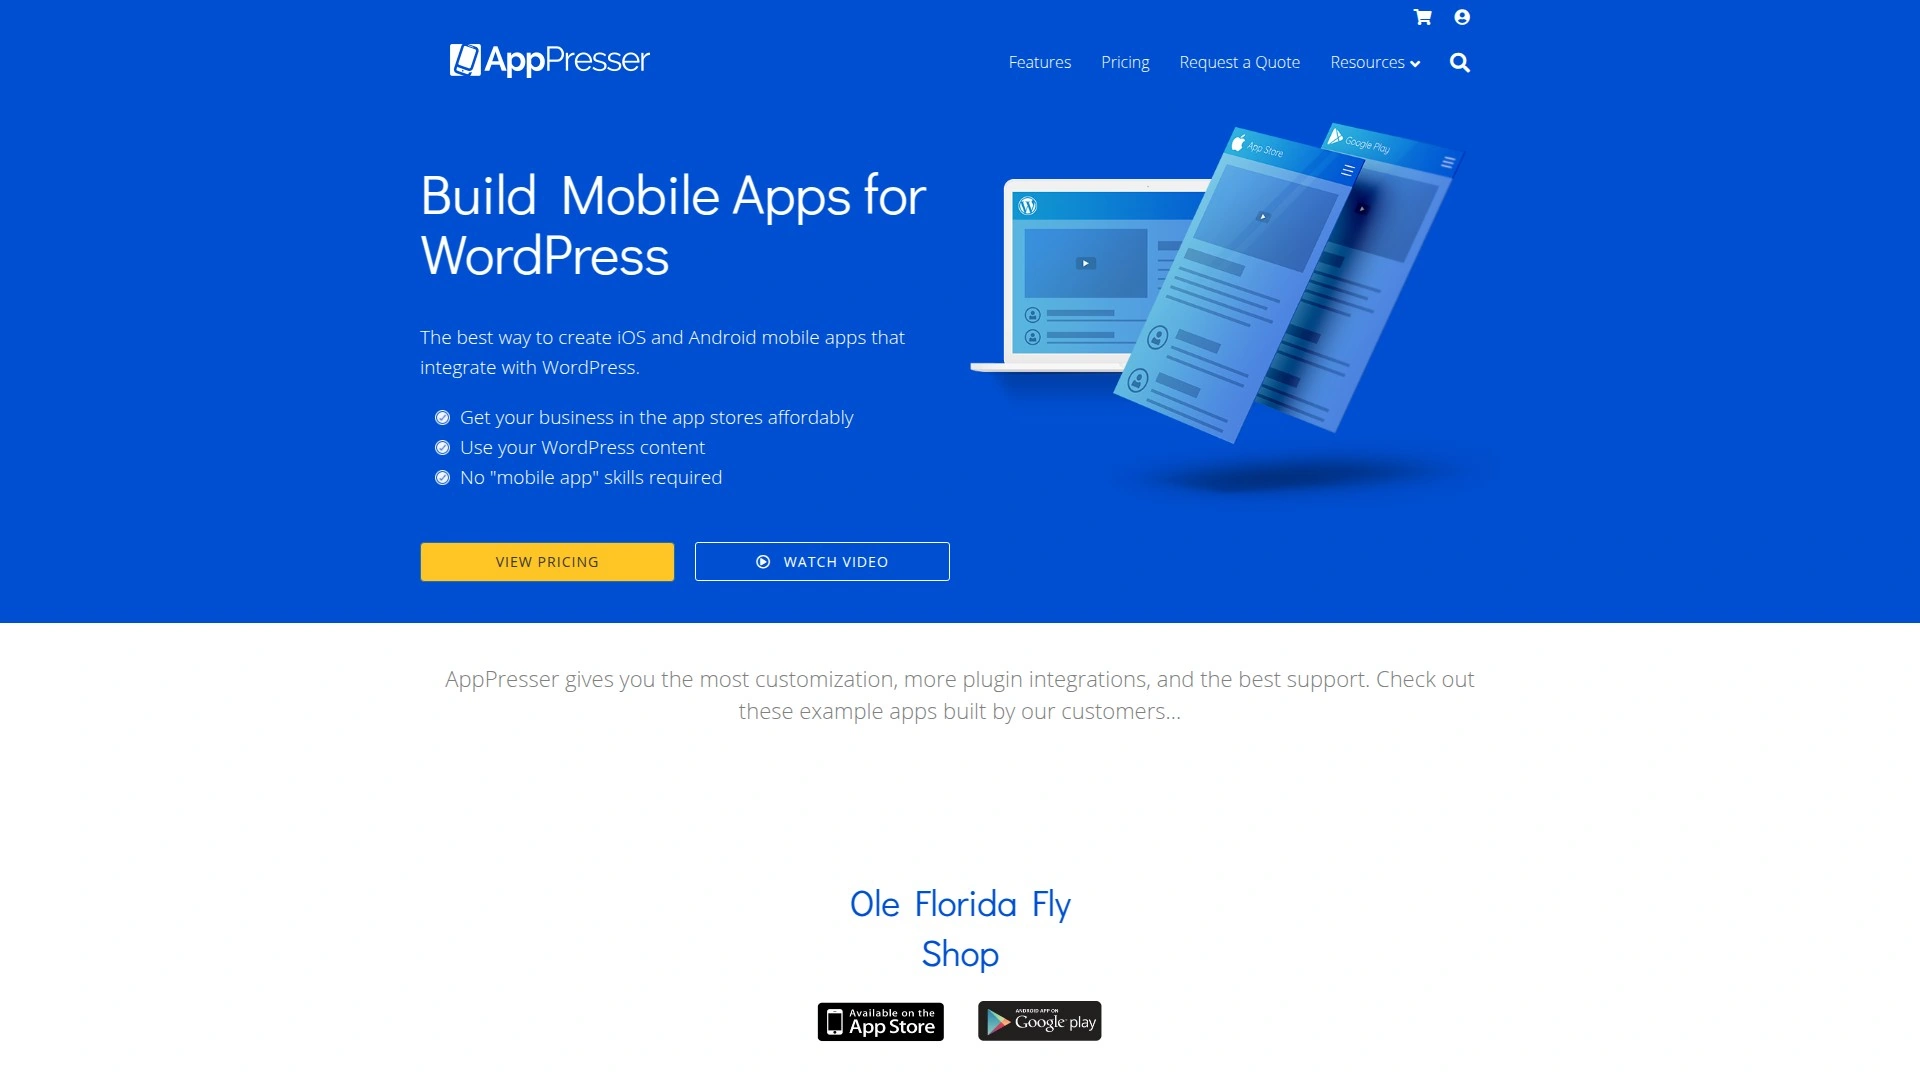 AppPresser
Features
Pricing
Request a Quote
Resources
App Store
Google Play
Build Mobile Apps for
WordPress
The best way to create iOS and Android mobile apps that
integrate with WordPress.
Get your business in the app stores affordably
Use your WordPress content
No "mobile app" skills required
VIEW PRICING
WATCH VIDEO
AppPresser gives you the most customization, more plugin integrations, and the best support. Check out
these example apps built by our customers...
Ole Florida Fly
Shop
Available on the
App Store
ANDROID APP ON
Google play